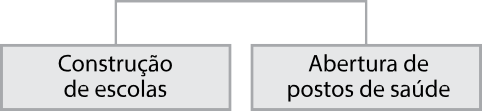 Construção
de escolas
Abertura de
postos de saúde